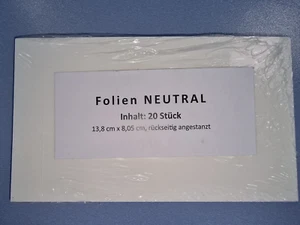 Folien NEUTRAL
Inhalt: 20 Stück
13,8 cm x 8,05 cm, rückseitig angestanzt